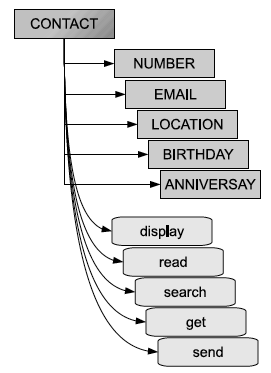 CONTACT
NUMBER
EMAIL
LOCATION
BIRTHDAY
ANNIVERSAY
display
read
search
get
send